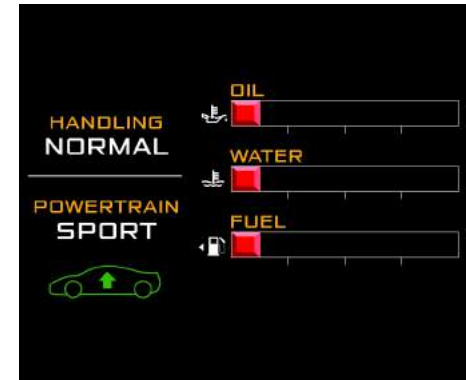 HANDLING
NORMAL
POWERTRAIN
SPORT
OIL
WATER
FUEL